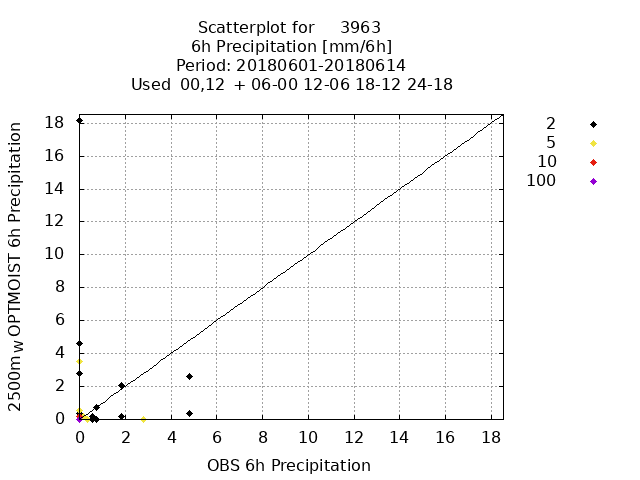 Scatterplot for 3963
6h Precipitation [mm/6h]
Period: 20180601-20180614
Used 00,12 + 06-00 12-06 18-12 24-18
2500m w OPTMOIST 6h Precipitation
18
16
14
12
10
8
6
4
2
0
0 2 4 6 8 10 12 14 16 18
OBS 6h Precipitation
2
5
10
100